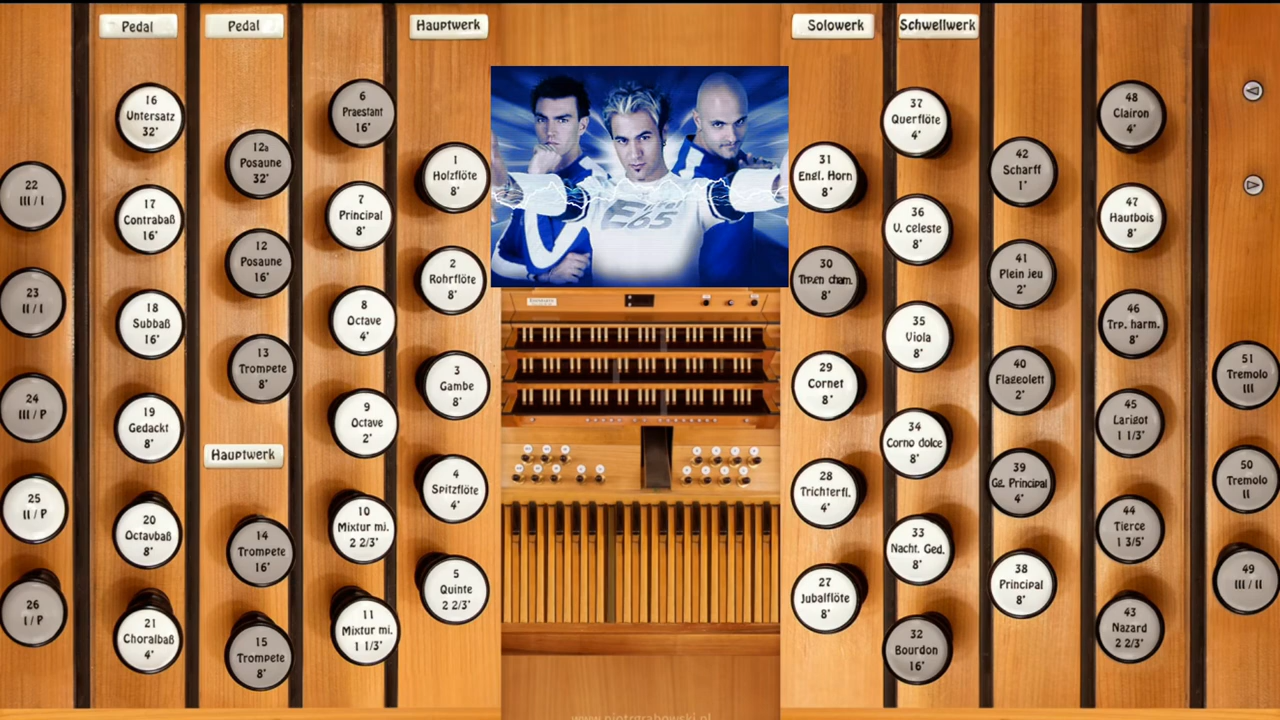 Pedal
Pedal
Hauptwerk
Solowerk
Schwellwerk
22
III / I
23
II / I
24
III / P
25
II / P
26
I / P
16
Untersatz
32'
17
Contrabaß
16'
18
Subbaß
16'
19
Gedackt
8'
20
Octavbaß
8'
21
Choralbaß
4'
12a
Posaune
32'
12
Posaune
16'
13
Trompete
8'
Hauptwerk
14
Trompete
16'
15
Trompete
8'
6
Praestant
16'
7
Principal
8'
8
Octave
4'
9
Octave
2'
10
Mixtur mj.
2 2/3'
11
Mixtur mi.
1 1/3'
1
Holzflöte
8'
2
Rohrflöte
8'
3
Gambe
8'
4
Spitzflöte
4'
5
Quinte
2 2/3'
www.piotrgrabowski.pl
31
Engl. Horn
8'
30
Trp.en cham.
8'
29
Cornet
8'
28
Trichterfl.
4'
27
Jubalflöte
8'
37
Querflöte
4'
36
V. celeste
8'
35
Viola
8'
34
Corno dolce
8'
33
Nacht. Ged.
8'
32
Bourdon
16'
42
Scharff
1'
41
Plein jeu
2'
40
Flageolett
2'
39
Gg. Principal
4'
38
Principal
8'
48
Clairon
4'
47
Hautbois
8'
46
Trp. harm.
8'
45
Larigot
1 1/3'
44
Tierce
1 3/5'
43
Nazard
2 2/3'
51
Tremolo
III
50
Tremolo
II
49
III / II